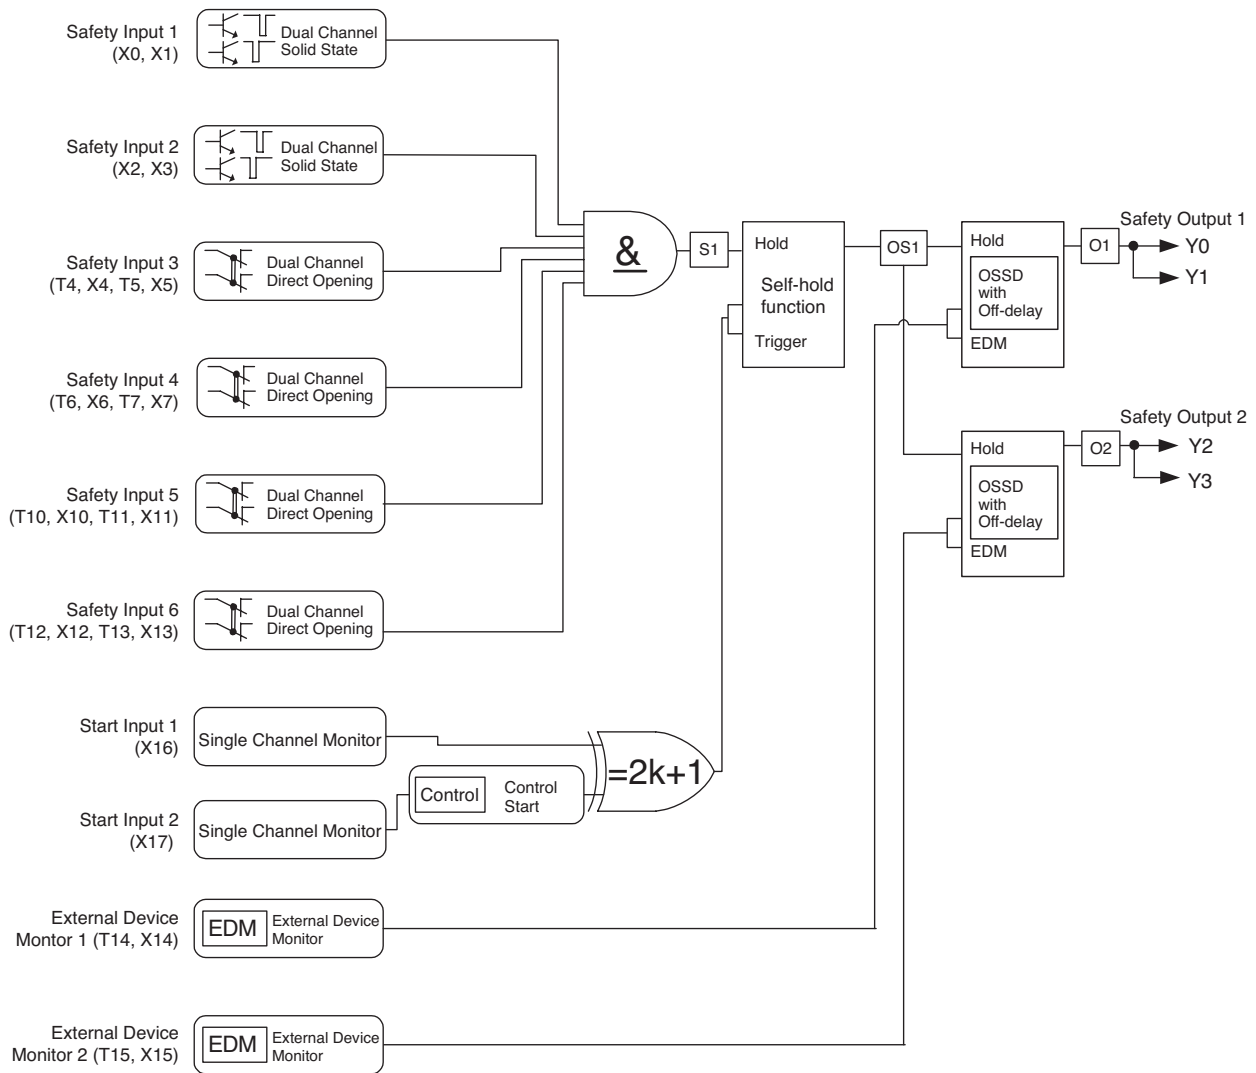 Safety Input 1
(X0, X1)
Dual Channel
Solid State
Safety Input 2
(X2, X3)
Dual Channel
Solid State
Safety Input 3
(T4, X4, T5, X5)
Dual Channel
Direct Opening
Safety Input 4
(T6, X6, T7, X7)
Dual Channel
Direct Opening
Safety Input 5
(T10, X10, T11, X11)
Dual Channel
Direct Opening
Safety Input 6
(T12, X12, T13, X13)
Dual Channel
Direct Opening
Start Input 1
(X16)
Single Channel Monitor
Start Input 2
(X17)
Single Channel Monitor
Control
Control
Start
=2k+1
External Device
Montor 1 (T14, X14)
EDM
External Device
Monitor
External Device
Monitor 2 (T15, X15)
EDM
External Device
Monitor
&
S1
Hold
Self-hold
function
Trigger
OS1
Hold
OSSD
with
Off-delay
EDM
O1
Safety Output 1
Y0
Y1
Hold
OSSD
with
Off-delay
EDM
O2
Safety Output 2
Y2
Y3